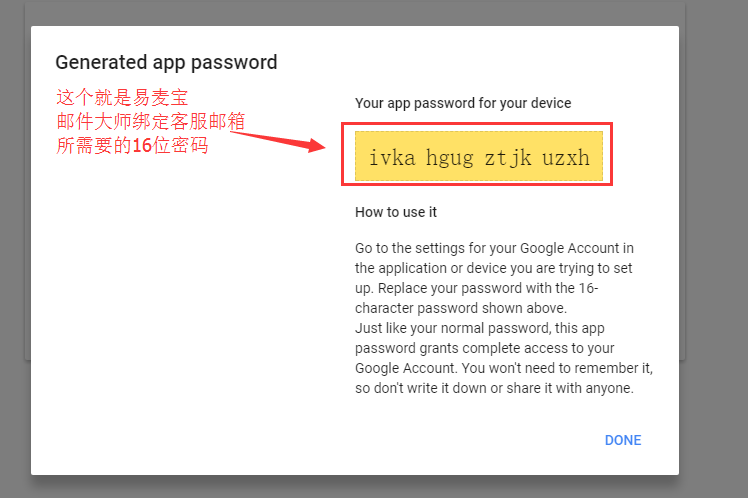 Generated app password
这个就是易麦宝
邮件大师绑定客服邮箱
所需要的16位密码
Your app password for your device
ivka hgug ztjk uzxh
How to use it
Go to the settings for your Google Account in
the application or device you are trying to set
up. Replace your password with the 16-
character password shown above.
Just like your normal password, this app
password grants complete access to your
Google Account. You won't need to remember it,
so don't write it down or share it with anyone.
DONE